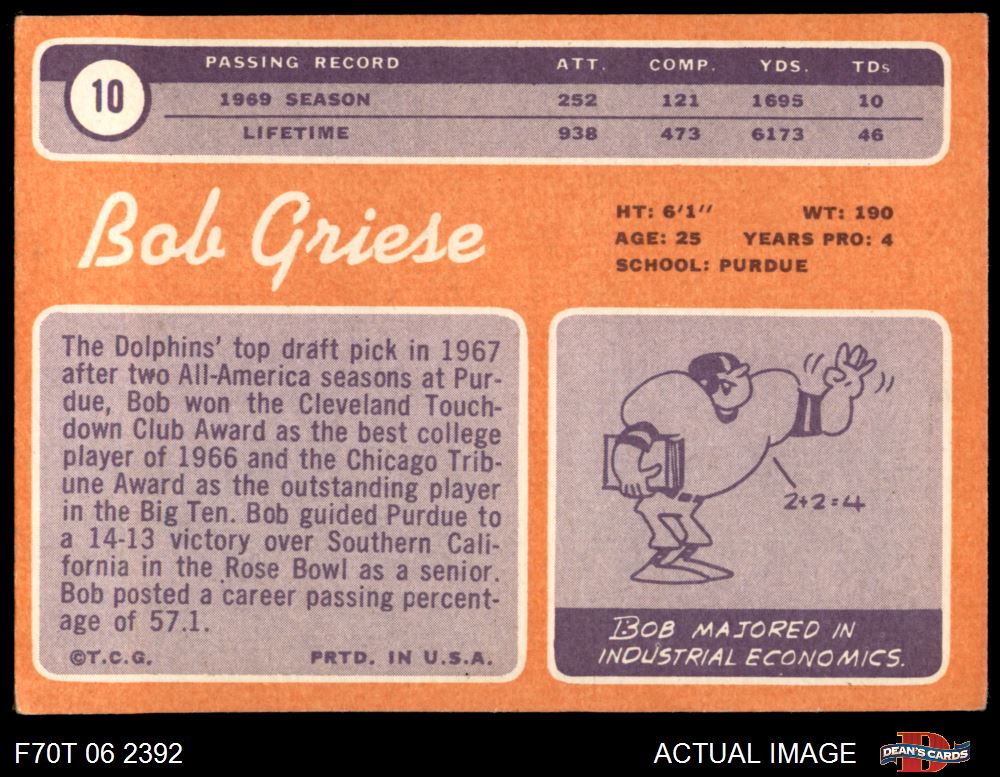 10
PASSING RECORD ATT. COMP. YDS. TDs
1969 SEASON 252 121 1695 10
LIFETIME 938 473 6173 46
Bob Griese
HT: 6'1" WT: 190
AGE: 25 YEARS PRO: 4
SCHOOL: PURDUE
The Dolphins' top draft pick in 1967
after two All-America seasons at Pur-
due, Bob won the Cleveland Touch-
down Club Award as the best college
player of 1966 and the Chicago Trib-
une Award as the outstanding player
in the Big Ten. Bob guided Purdue to
a 14-13 victory over Southern Cali-
fornia in the Rose Bowl as a senior.
Bob posted a career passing percent-
age of 57.1.
©T.C.G. PRTD. IN U.S.A.
2+2=4
BOB MAJORED IN
INDUSTRIAL ECONOMICS.
F70T 06 2392
ACTUAL IMAGE
D
DEAN'S CARDS